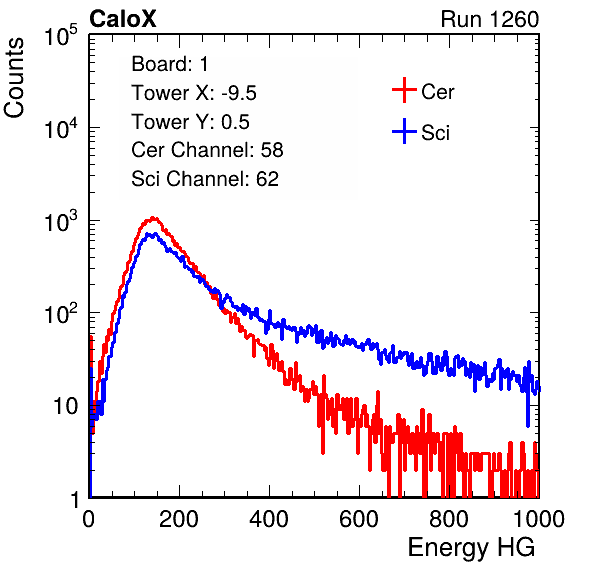 CaloX Run 1260
Counts
Board: 1
Tower X: -9.5
Tower Y: 0.5
Cer Channel: 58
Sci Channel: 62
Cer
Sci
10^5
10^4
10^3
10^2
10
1
0 200 400 600 800 1000
Energy HG